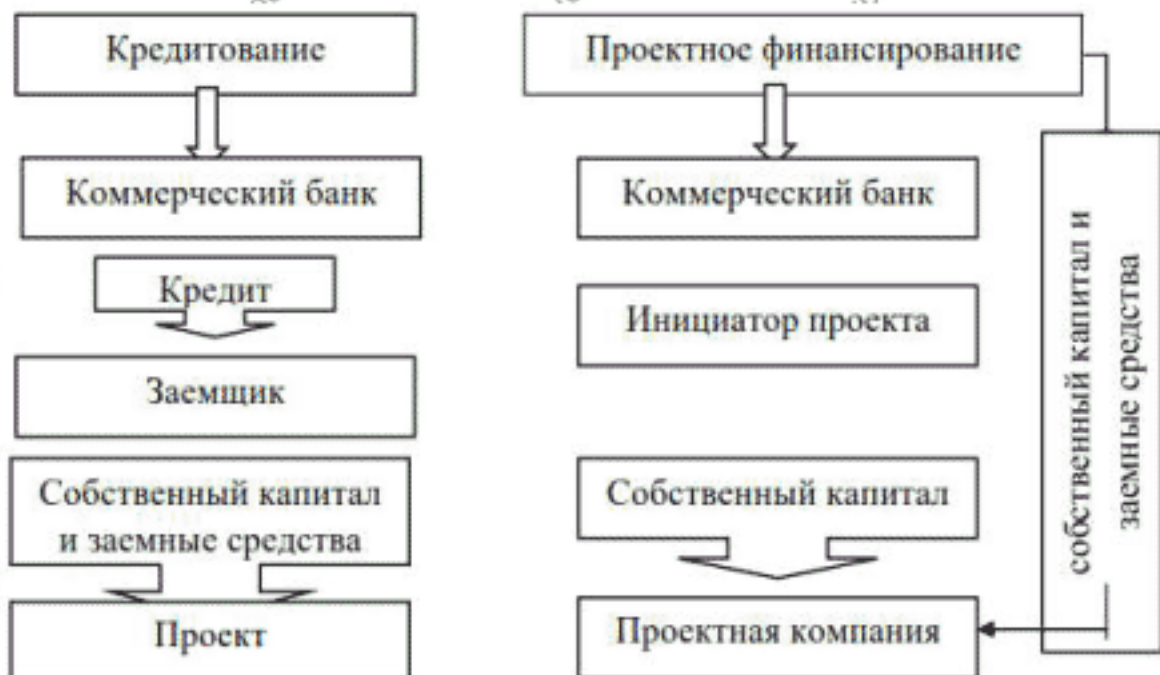 Кредитование
Коммерческий банк
Кредит
Заемщик
Собственный капитал
и заемные средства
Проект
Проектное финансирование
Коммерческий банк
Инициатор проекта
Собственный капитал
Проектная компания
собственный капитал и
заемные средства